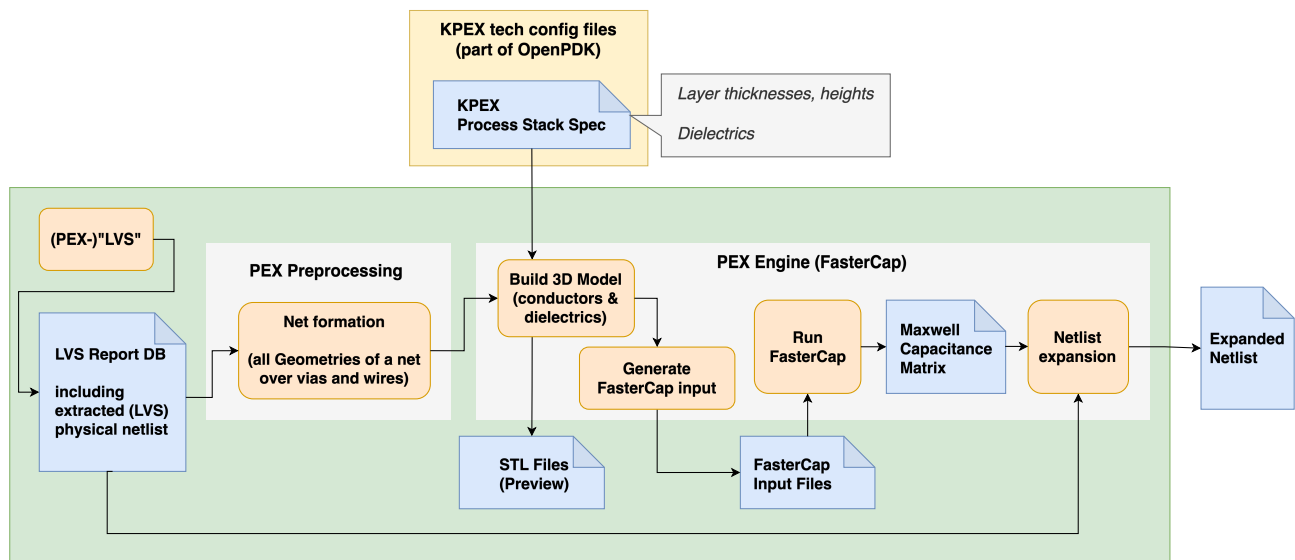 KPEX tech config files
(part of OpenPDK)
KPEX
Process Stack Spec
Layer thicknesses, heights
Dielectrics
(PEX-)"LVS"
PEX Preprocessing
Net formation
(all Geometries of a net
over vias and wires)
LVS Report DB
including
extracted (LVS)
physical netlist
PEX Engine (FasterCap)
Build 3D Model
(conductors &
dielectrics)
Generate
FasterCap input
Run
FasterCap
Maxwell
Capacitance
Matrix
Netlist
expansion
Expanded
Netlist
STL Files
(Preview)
FasterCap
Input Files